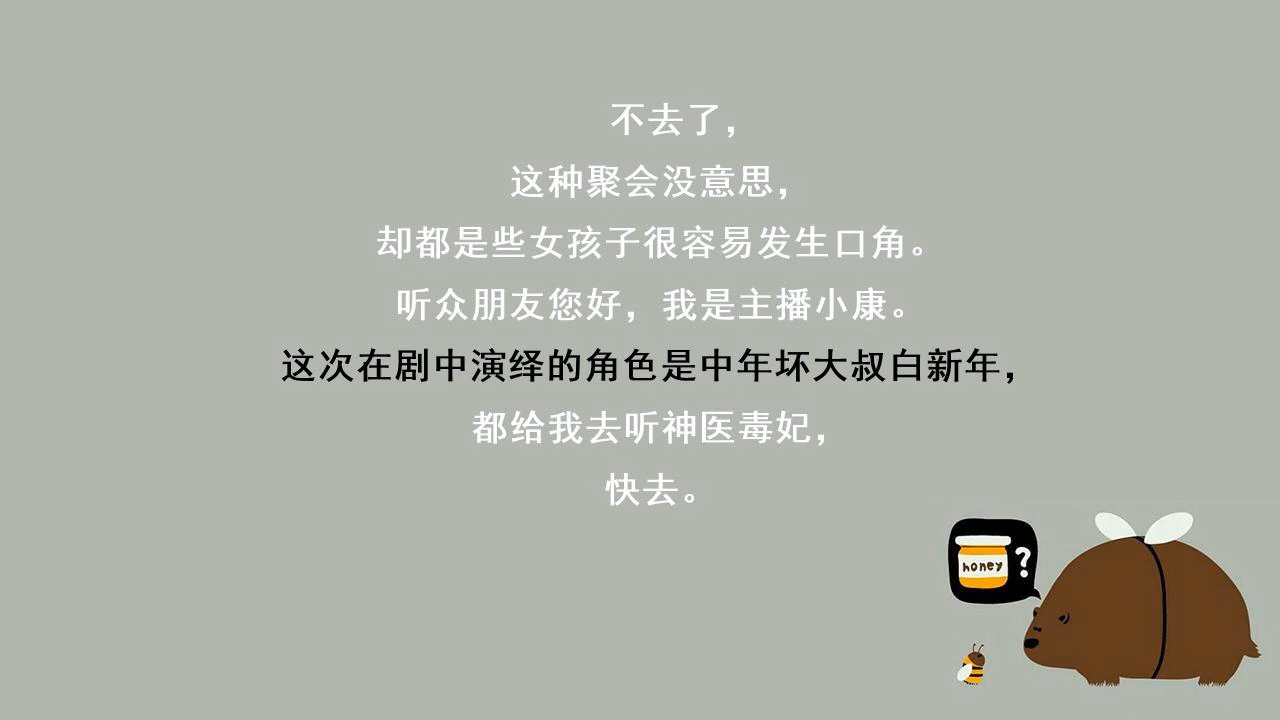 不去了，
这种聚会没意思，
却都是些女孩子很容易发生口角。
听众朋友您好，我是主播小康。
这次在剧中演绎的角色是中年坏大叔白新年，
都给我去听神医毒妃，
快去。
honey ?